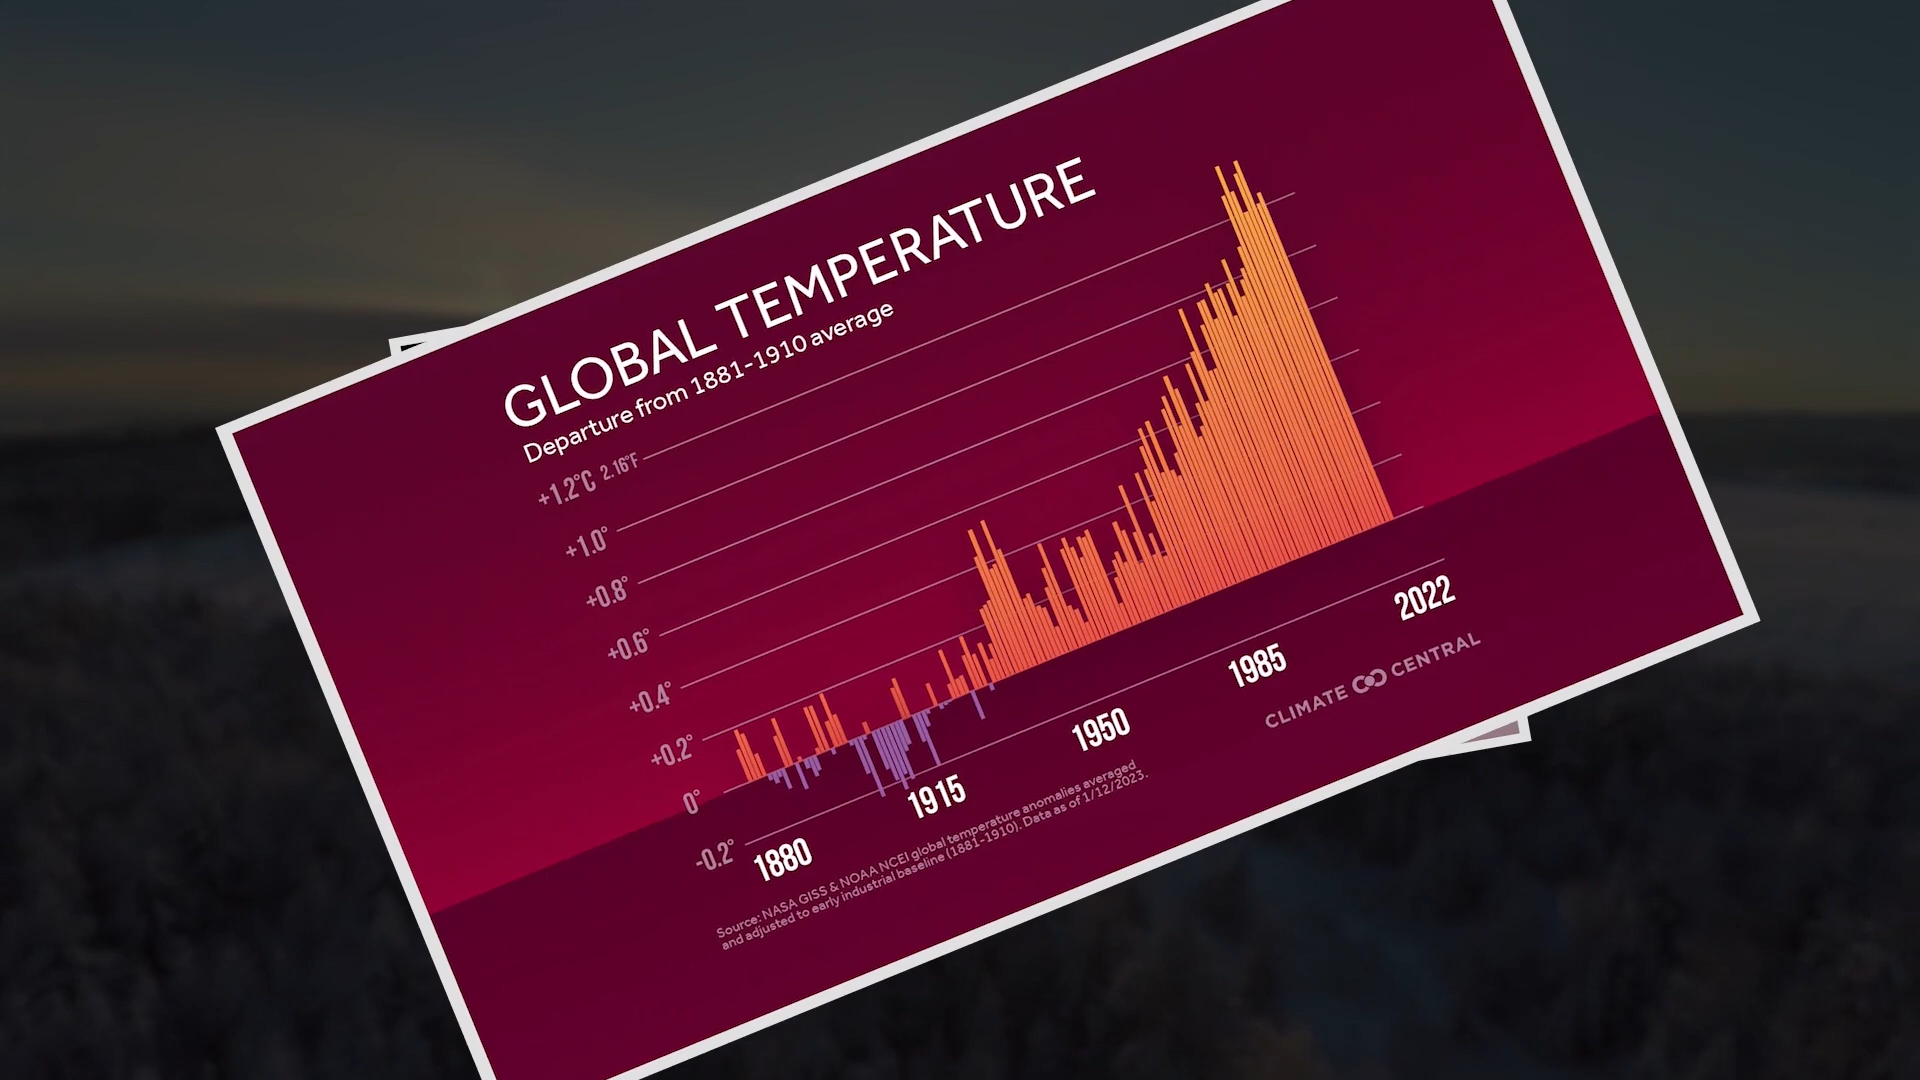 GLOBAL TEMPERATURE
Departure from 1881-1910 average
+1.2°C 2.16°F
+1.0°
+0.8°
+0.6°
+0.4°
+0.2°
0°
-0.2°
1880
1915
1950
1985
2022
Source: NASA GISS & NOAA NCEI global temperature anomalies averaged
and adjusted to early industrial baseline (1881-1910). Data as of 1/12/2023.
CLIMATE CENTRAL